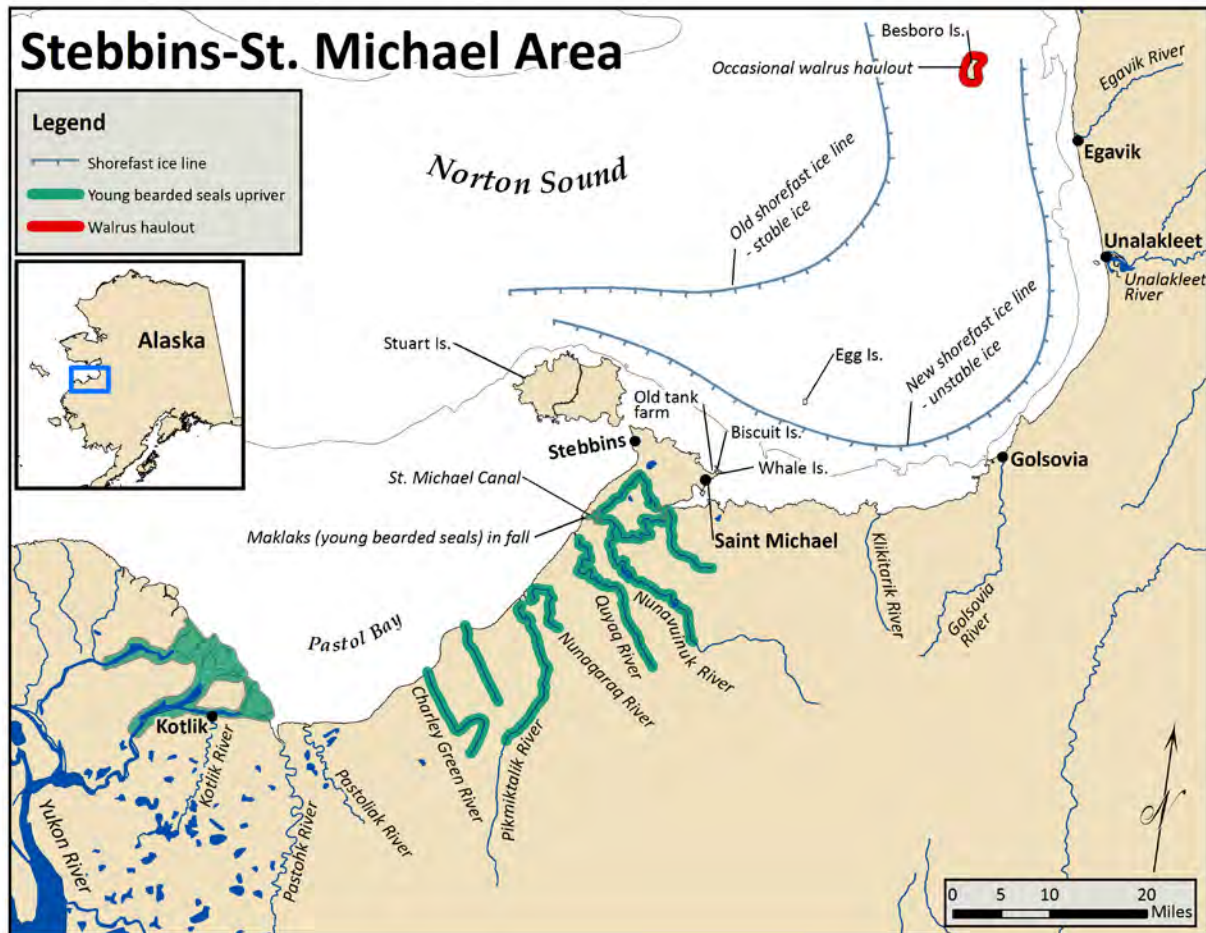 Stebbins-St. Michael Area
Legend
Shorefast ice line
Young bearded seals upriver
Walrus haulout
Alaska
Norton Sound
Besboro Is.
Occasional walrus haulout
Egavik River
Egavik
Unalakleet
Unalakleet
River
Old shorefast ice line
- stable ice
New shorefast ice line
- unstable ice
Stuart Is.
Egg Is.
Old tank
farm
Biscuit Is.
Whale Is.
Stebbins
Golsovia
St. Michael Canal
Maklaks (young bearded seals) in fall
Saint Michael
Klikitarik River
Golsovia
River
Pastol Bay
Nunavuinuk River
Quyaq River
Nunaqaraq River
Pikmiktalik River
Charley Green River
Kotlik
Kotlik River
Pastoliak River
Pastohk River
Yukon River
N
0 5 10 20
Miles